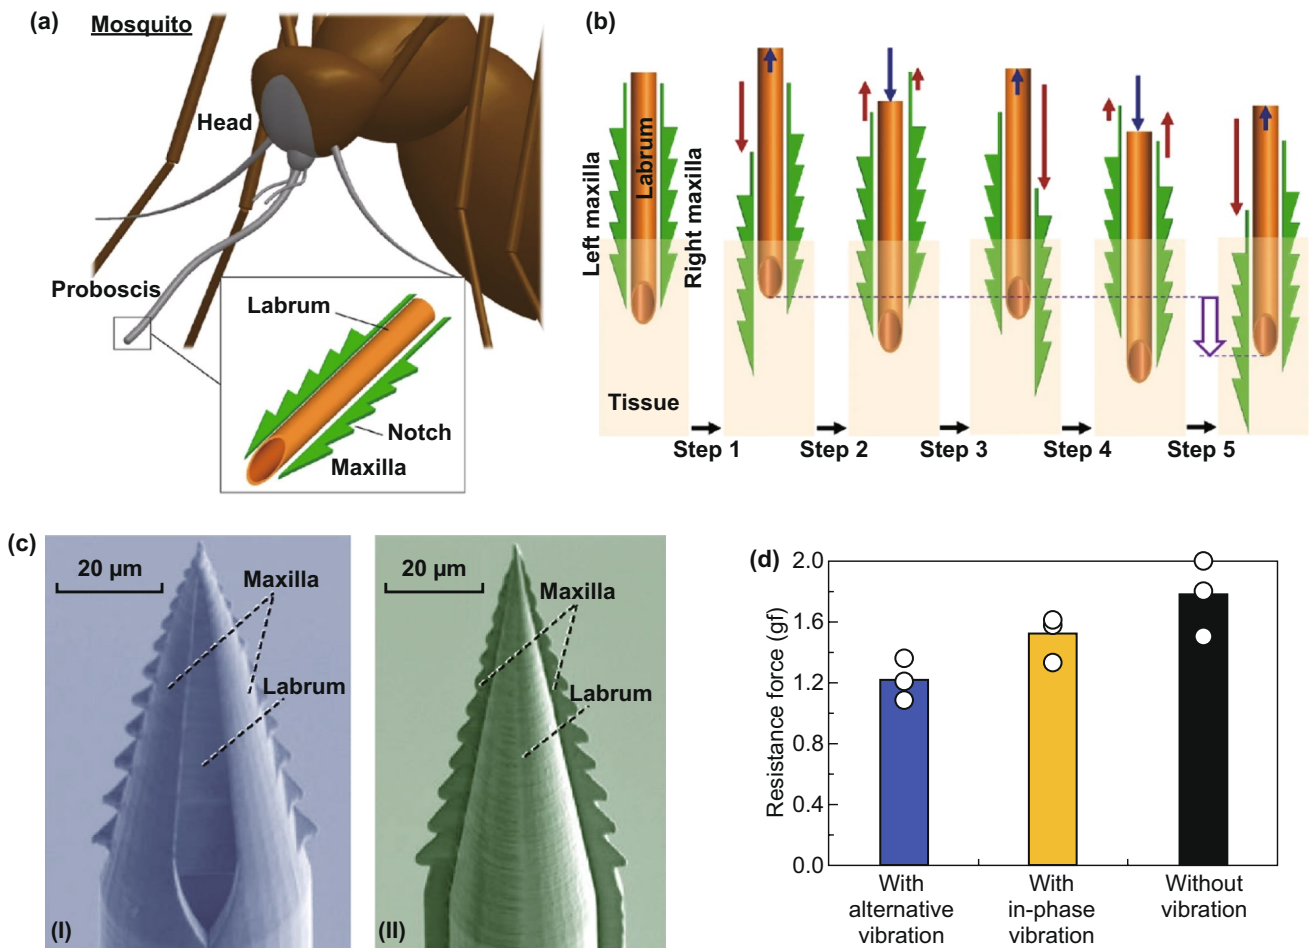 (a)
Mosquito
Head
Proboscis
Labrum
Notch
Maxilla
(b)
Left maxilla
Labrum
Right maxilla
Tissue
Step 1
Step 2
Step 3
Step 4
Step 5
(c)
20 µm
Maxilla
Labrum
(I)
20 µm
Maxilla
Labrum
(II)
(d)
Resistance force (gf)
2.0
1.6
1.2
2.0
0.4
0.0
With
alternative
vibration
With
in-phase
vibration
Without
vibration